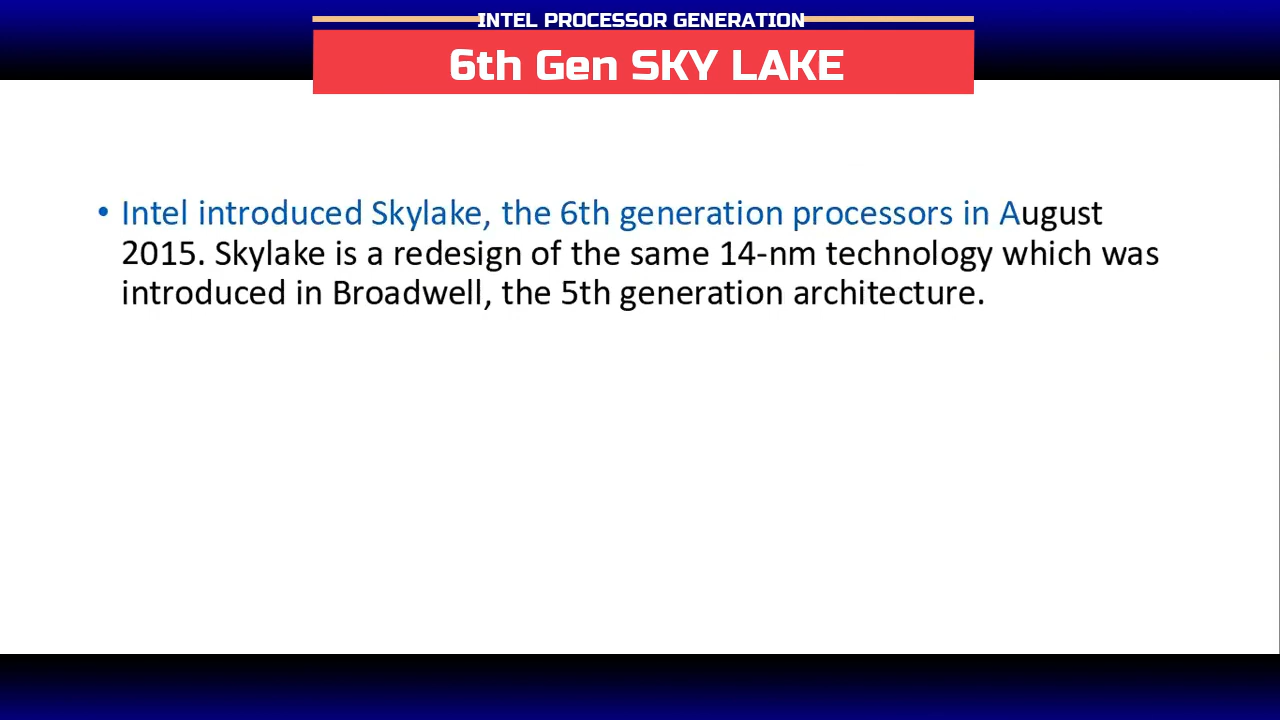 INTEL PROCESSOR GENERATION
6th Gen SKY LAKE
• Intel introduced Skylake, the 6th generation processors in August
2015. Skylake is a redesign of the same 14-nm technology which was
introduced in Broadwell, the 5th generation architecture.